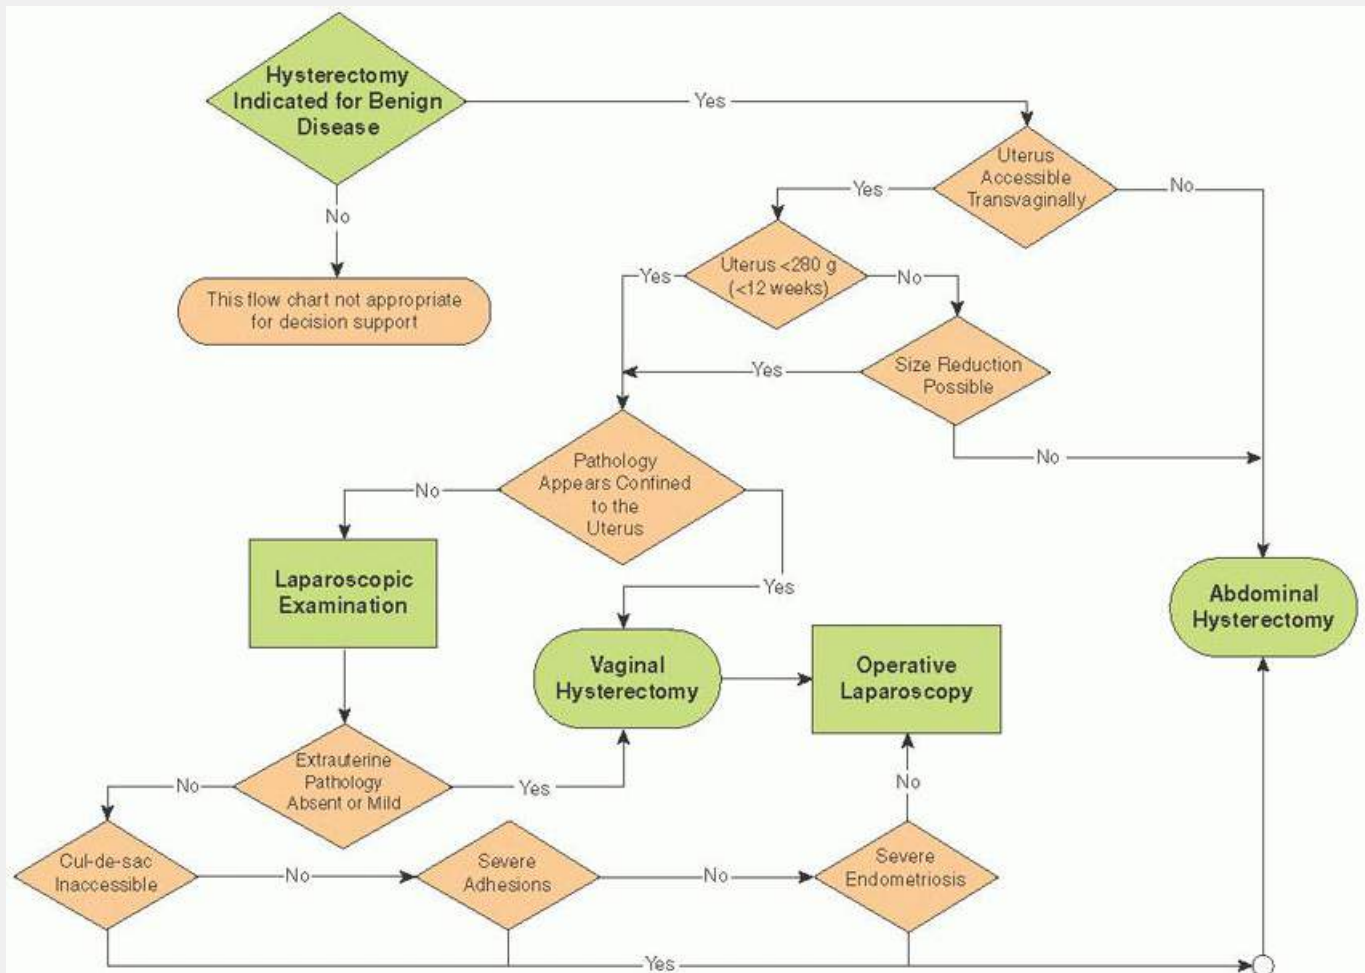 Hysterectomy
Indicated for Benign
Disease
Yes
No
Uterus
Accessible
Transvaginally
Yes
No
This flow chart not appropriate
for decision support
Uterus <280 g
(<12 weeks)
Yes
No
Size Reduction
Possible
Yes
No
Pathology
Appears Confined
to the
Uterus
No
Yes
Laparoscopic
Examination
Abdominal
Hysterectomy
Vaginal
Hysterectomy
Operative
Laparoscopy
Extrauterine
Pathology
Absent or Mild
No
Yes
No
Cul-de-sac
Inaccessible
No
Severe
Adhesions
No
Severe
Endometriosis
Yes